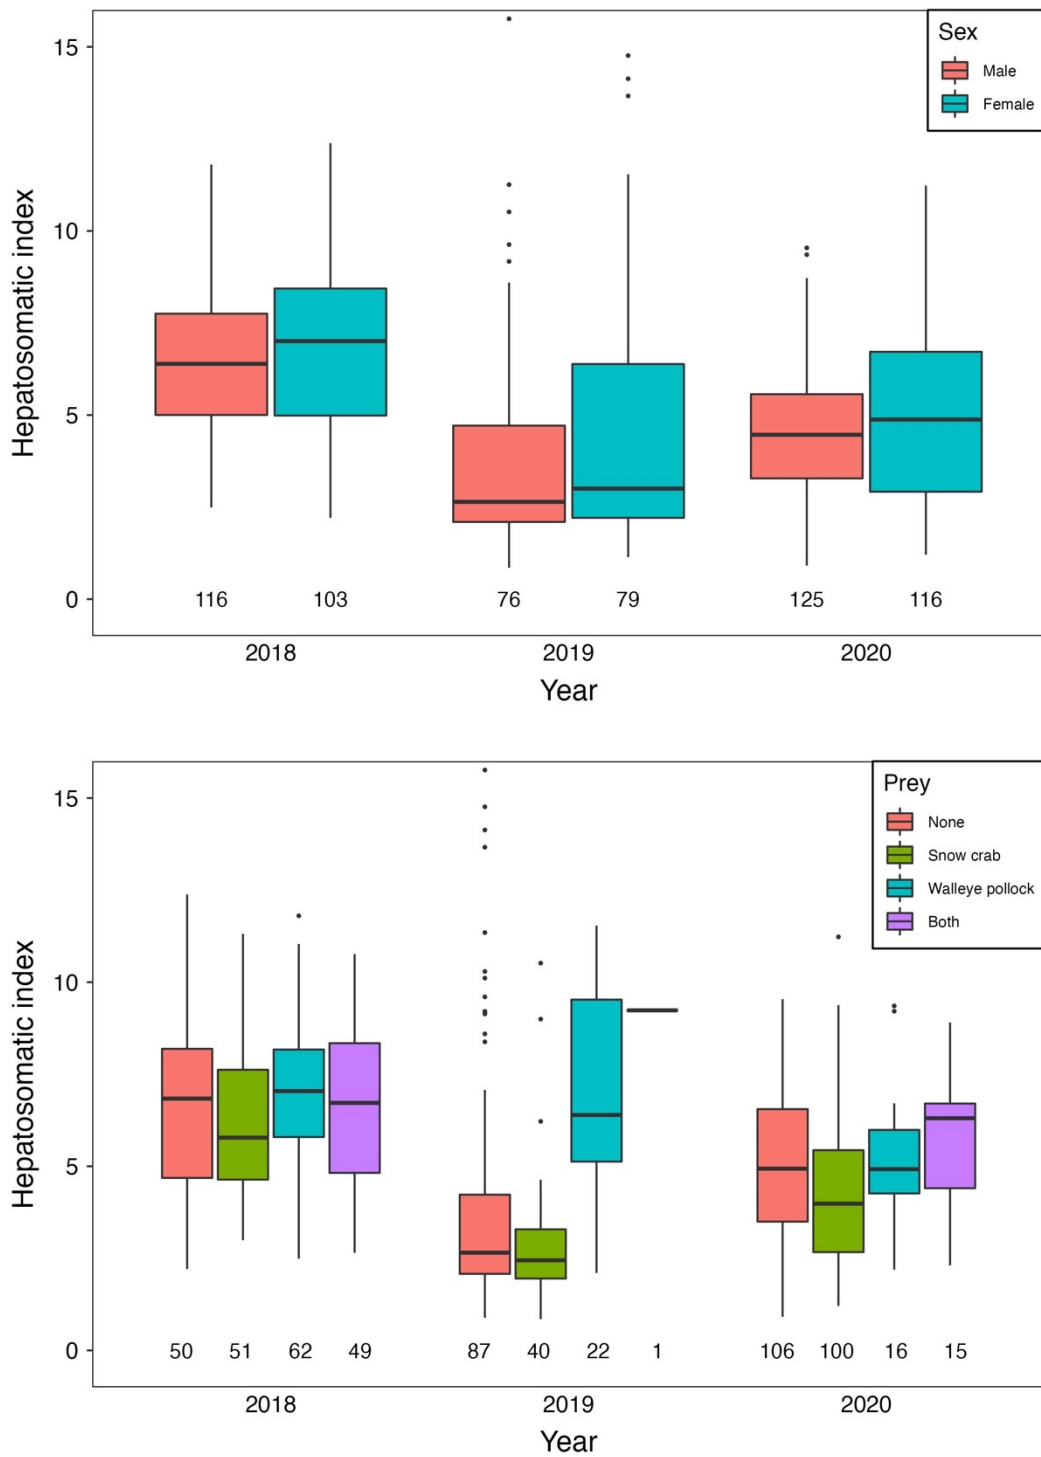 Hepatosomatic index
15
10
5
0
Sex
Male
Female
116 103 76 79 125 116
2018 2019 2020
Year
Hepatosomatic index
15
10
5
0
Prey
None
Snow crab
Walleye pollock
Both
50 51 62 49 87 40 22 1 106 100 16 15
2018 2019 2020
Year